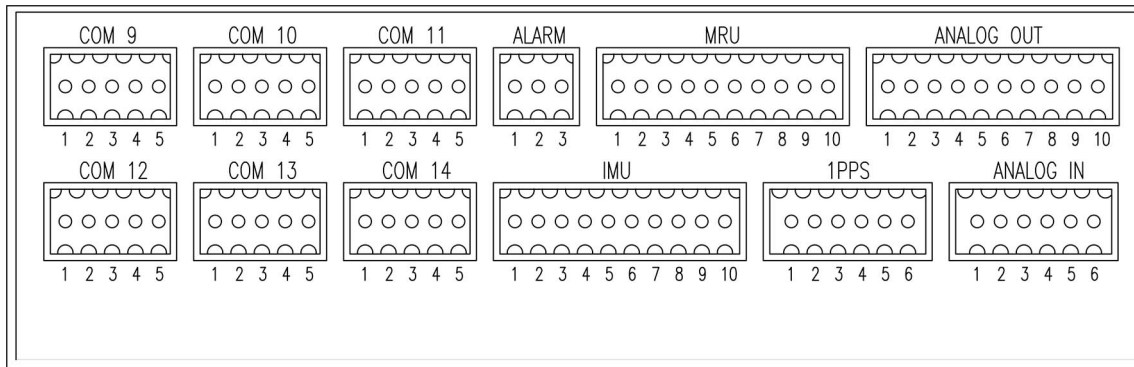 COM 9 COM 10 COM 11 ALARM MRU ANALOG OUT
1 2 3 4 5 1 2 3 4 5 1 2 3 4 5 1 2 3 1 2 3 4 5 6 7 8 9 10 1 2 3 4 5 6 7 8 9 10
COM 12 COM 13 COM 14 IMU 1PPS ANALOG IN
1 2 3 4 5 1 2 3 4 5 1 2 3 4 5 1 2 3 4 5 6 7 8 9 10 1 2 3 4 5 6 1 2 3 4 5 6